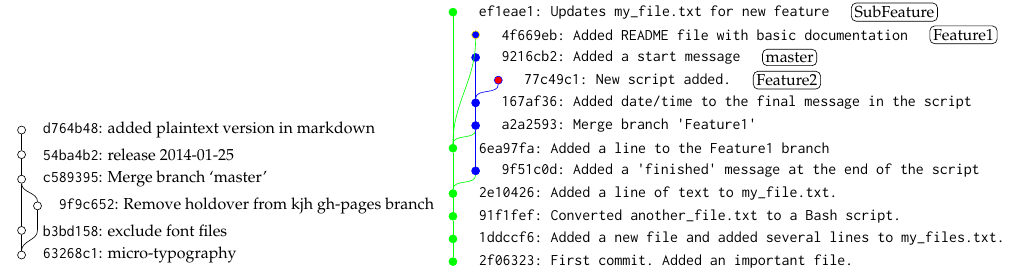 d764b48: added plaintext version in markdown
54ba4b2: release 2014-01-25
c589395: Merge branch ‘master’
9f9c652: Remove holdover from kjh gh-pages branch
b3bd158: exclude font files
63268c1: micro-typography
ef1eae1: Updates my_file.txt for new feature SubFeature
4f669eb: Added README file with basic documentation Feature1
9216cb2: Added a start message master
77c49c1: New script added. Feature2
167af36: Added date/time to the final message in the script
a2a2593: Merge branch 'Feature1'
6ea97fa: Added a line to the Feature1 branch
9f51c0d: Added a 'finished' message at the end of the script
2e10426: Added a line of text to my_file.txt.
91f1fef: Converted another_file.txt to a Bash script.
1ddccf6: Added a new file and added several lines to my_files.txt.
2f06323: First commit. Added an important file.